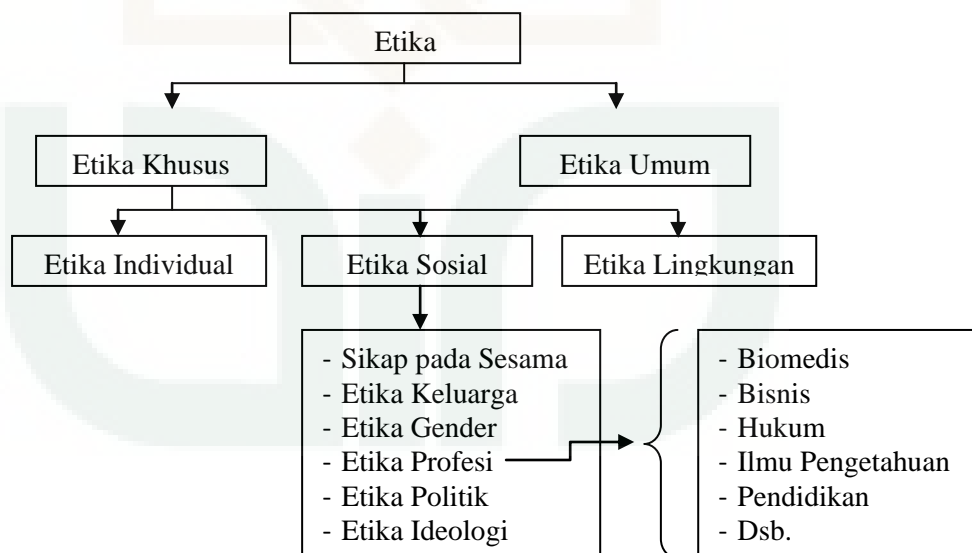 Etika
Etika Khusus
Etika Umum
Etika Individual
Etika Sosial
Etika Lingkungan
- Sikap pada Sesama
- Etika Keluarga
- Etika Gender
- Etika Profesi
- Etika Politik
- Etika Ideologi
- Biomedis
- Bisnis
- Hukum
- Ilmu Pengetahuan
- Pendidikan
- Dsb.